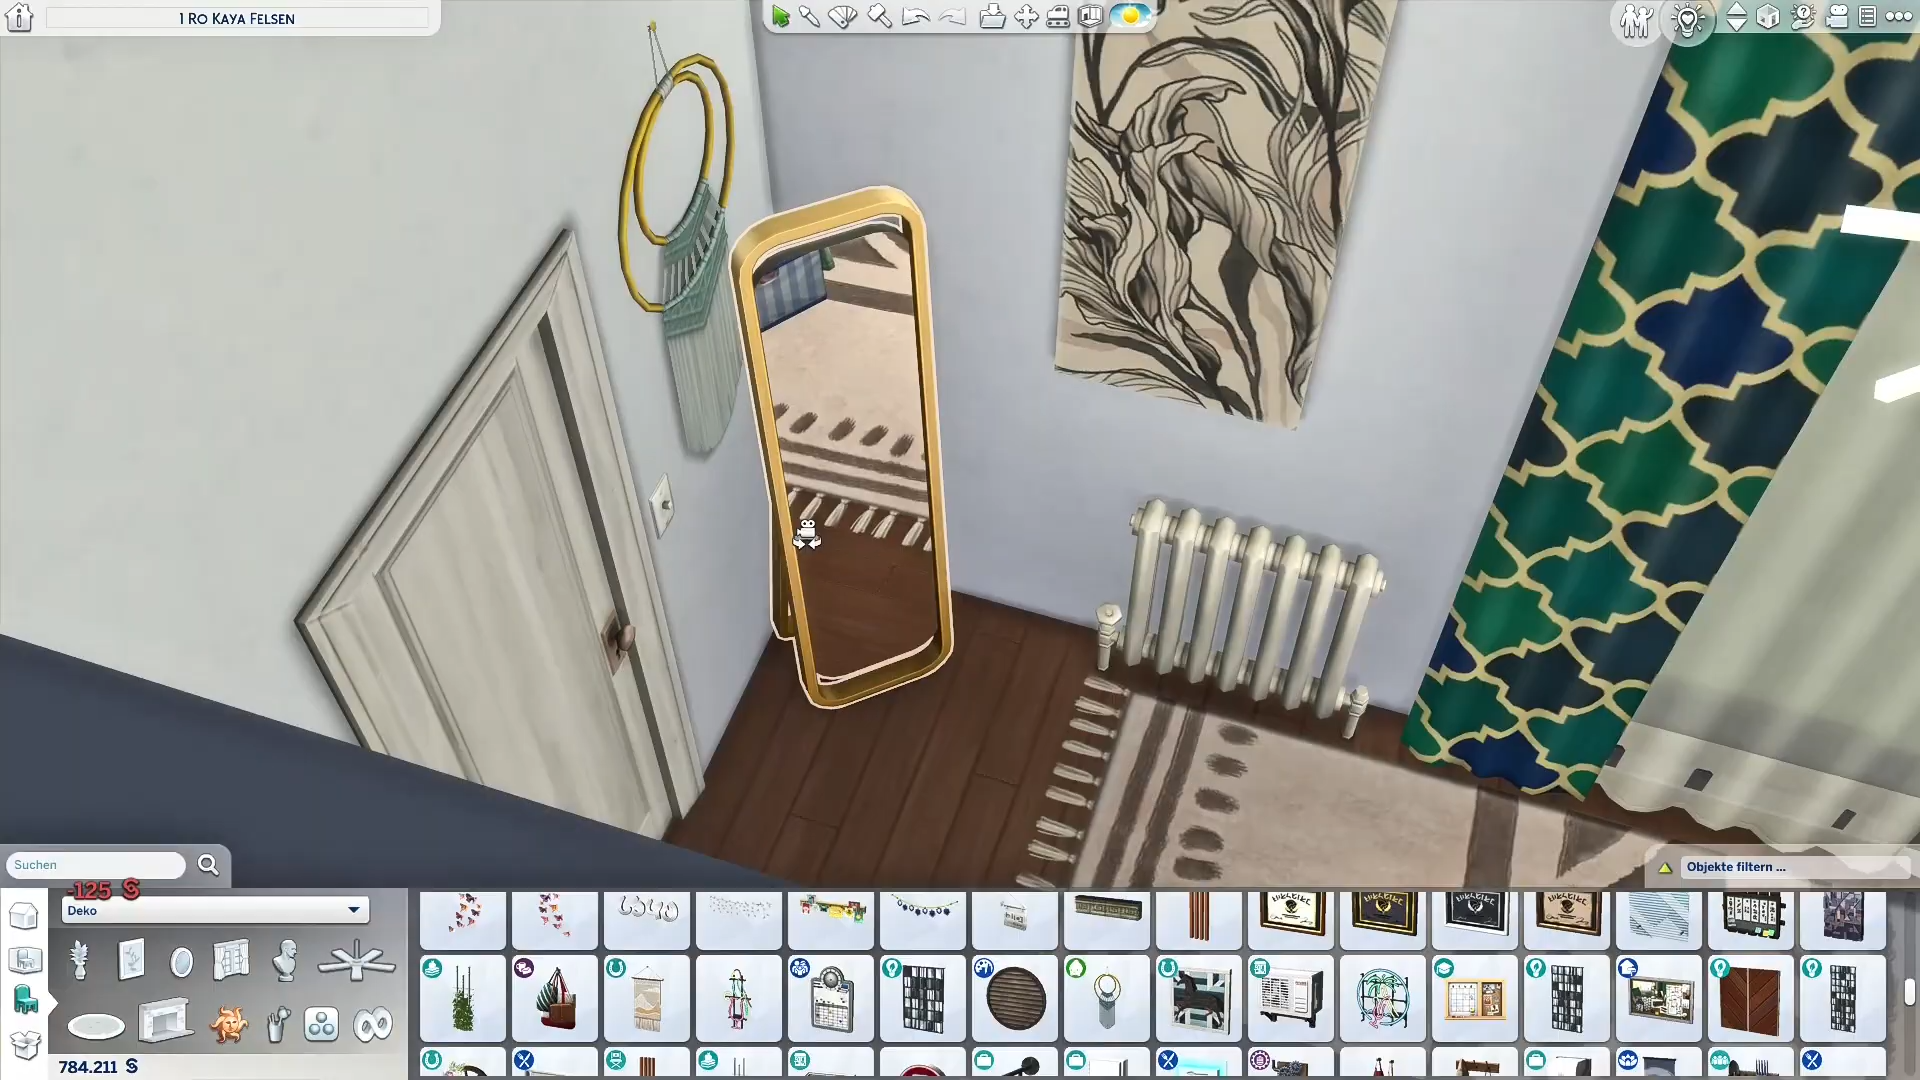 1 Ro Kaya Felsen
Suchen
-125 §
Deko
Objekte filtern ...
784.211 §